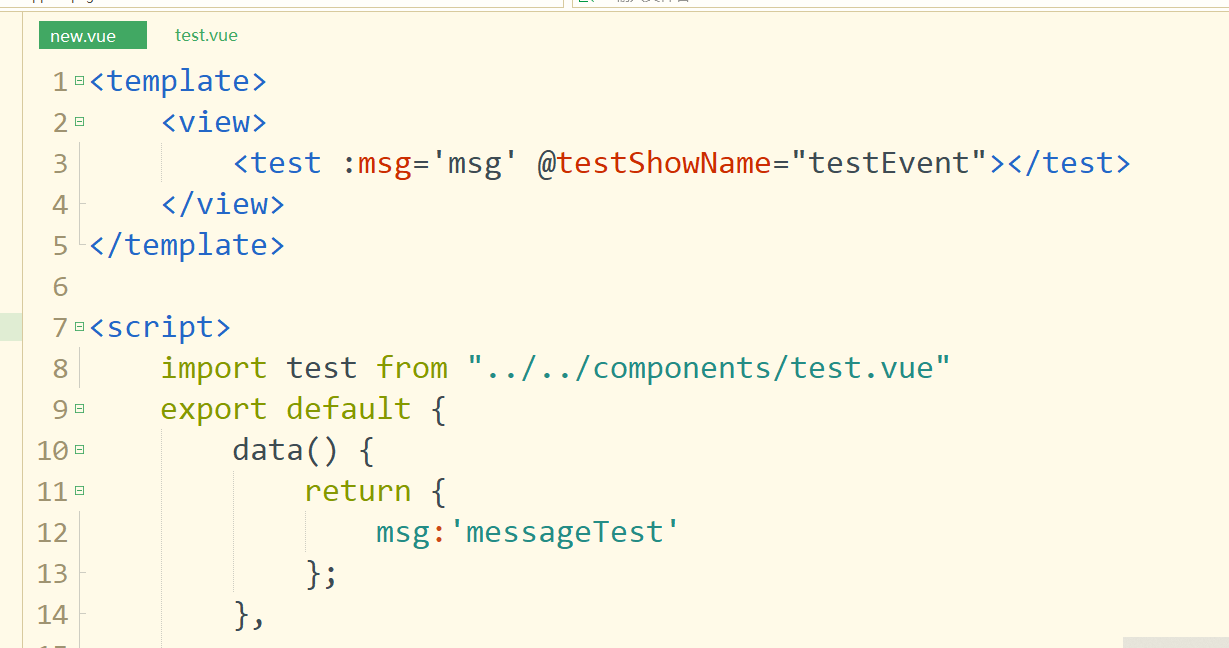 new.vue test.vue
1 <template>
2 <view>
3 <test :msg='msg' @testShowName="testEvent"></test>
4 </view>
5 </template>
6
7 <script>
8 import test from "../../components/test.vue"
9 export default {
10 data() {
11 return {
12 msg:'messageTest'
13 };
14 },